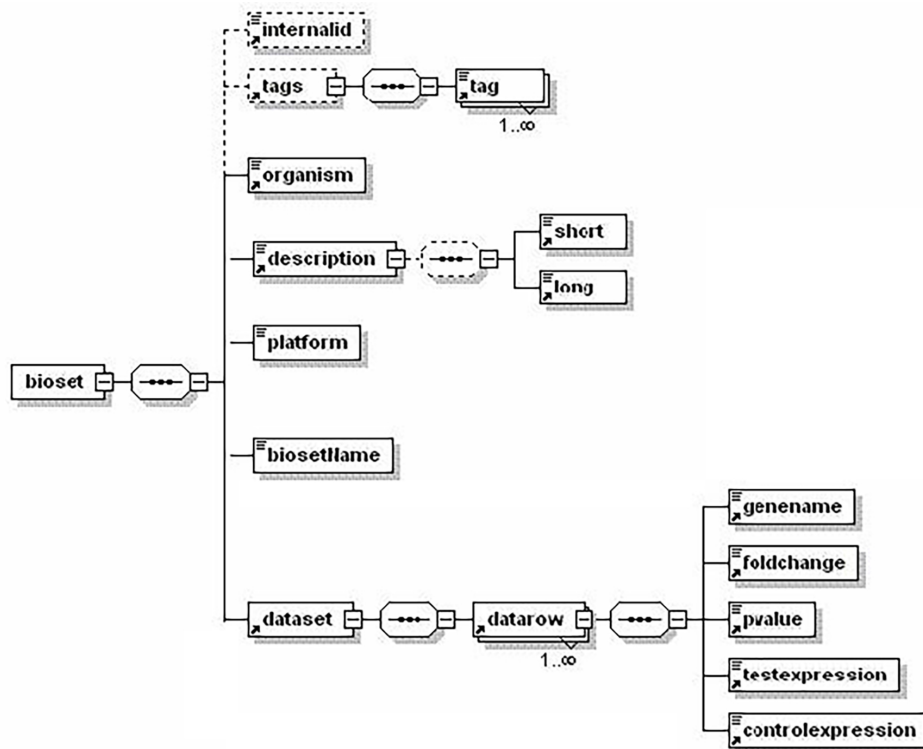 internalid
tags
tag
1..∞
organism
description
short
long
platform
bioset
biosetName
genename
foldchange
dataset
datarow
1..∞
pvalue
testexpression
controlexpression